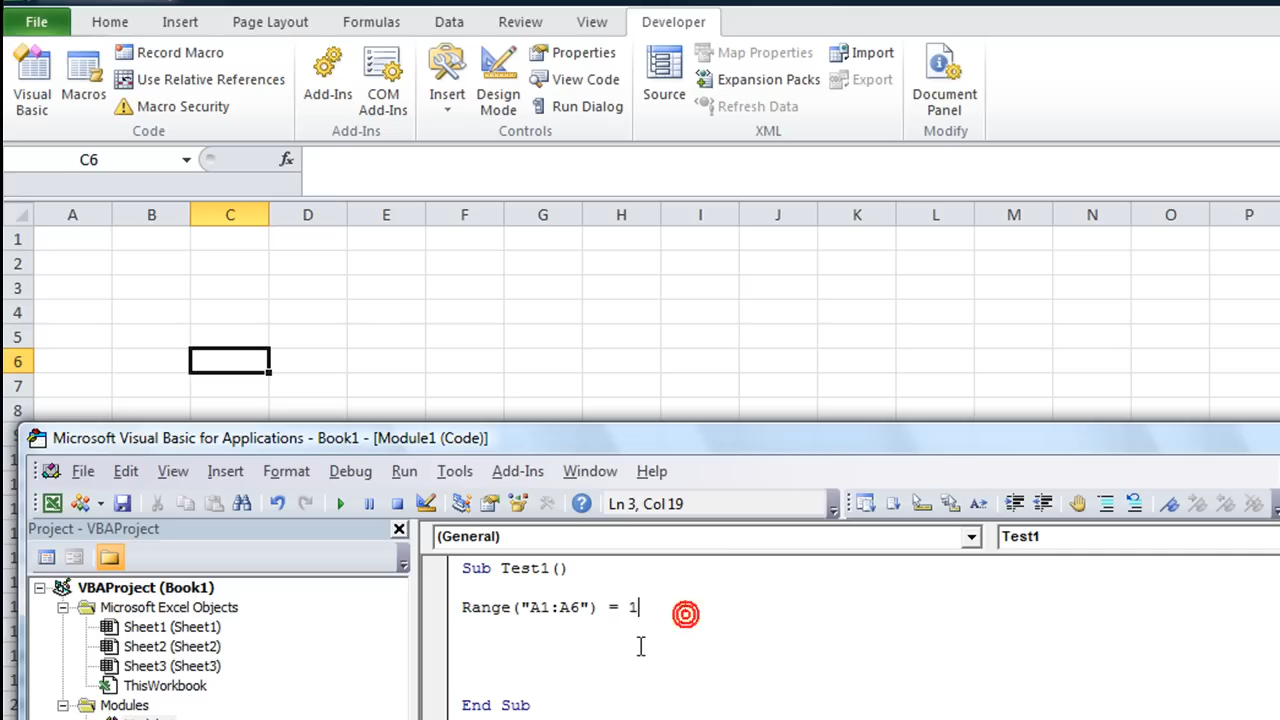 File Home Insert Page Layout Formulas Data Review View Developer
Visual Basic
Macros
Record Macro
Use Relative References
Macro Security
Code
Add-Ins
COM Add-Ins
Add-Ins
Insert
Design Mode
Properties
View Code
Run Dialog
Controls
Source
Map Properties
Expansion Packs
Refresh Data
Import
Export
XML
Document Panel
Modify
C6 fx
A B C D E F G H I J K L M N O P
1
2
3
4
5
6
7
8
Microsoft Visual Basic for Applications - Book1 - [Module1 (Code)]
File Edit View Insert Format Debug Run Tools Add-Ins Window Help
Ln 3, Col 19
Project - VBAProject
VBAProject (Book1)
Microsoft Excel Objects
Sheet1 (Sheet1)
Sheet2 (Sheet2)
Sheet3 (Sheet3)
ThisWorkbook
Modules
(General) Test1
Sub Test1()
Range("A1:A6") = 1
End Sub